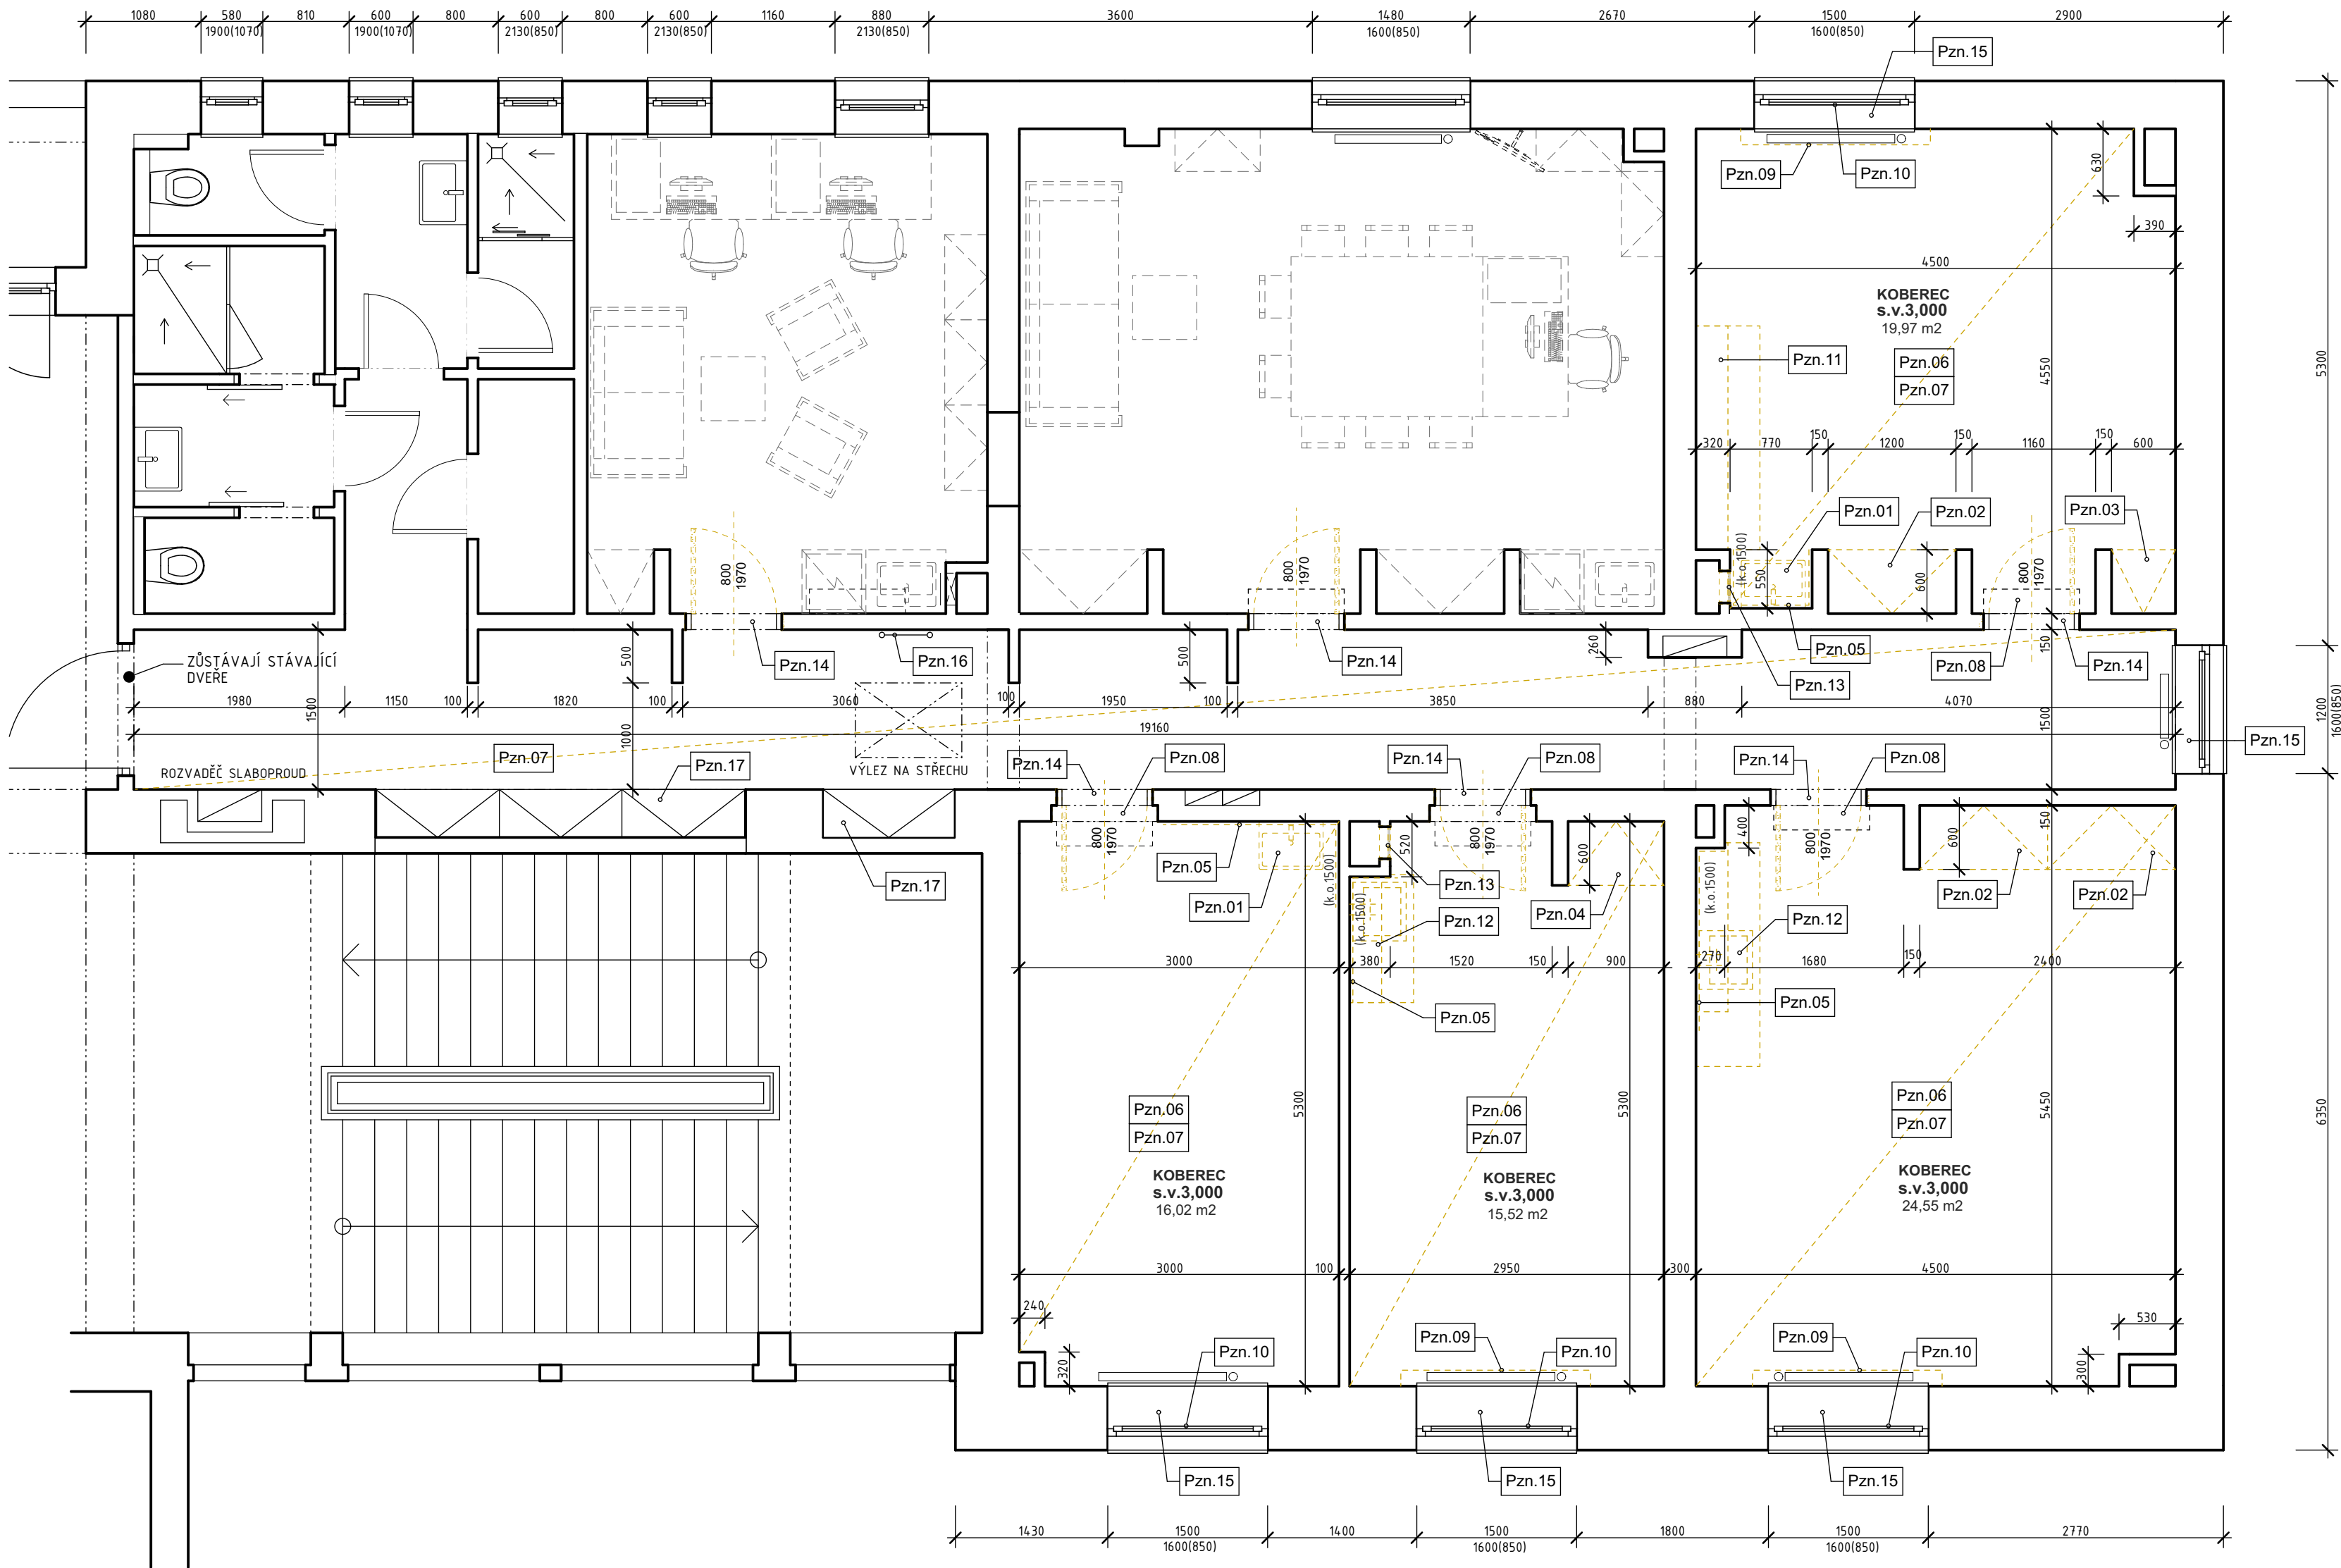 1080
580
810
600
800
600
800
600
1160
880
3600
1480
2670
1500
2900
1900(1070)
1900(1070)
2130(850)
2130(850)
2130(850)
1600(850)
1600(850)
Pzn.15
Pzn.09
Pzn.10
630
390
4500
KOBEREC
s.v.3,000
19,97 m2
5300
Pzn.11
Pzn.06
Pzn.07
4550
320
770
150
1200
150
1160
150
600
Pzn.01
Pzn.02
Pzn.03
(k.o.1500)
550
600
800
1970
800
1970
800
1970
ZŮSTÁVAJÍ STÁVAJÍCÍ
DVEŘE
500
Pzn.14
Pzn.16
500
Pzn.14
260
Pzn.05
Pzn.08
150
Pzn.14
Pzn.13
1980
1500
1150
100
1820
100
3060
100
1950
100
3850
880
4070
1200
1600(850)
19160
1000
1500
Pzn.15
ROZVADĚČ SLABOPROUD
Pzn.07
Pzn.17
VÝLEZ NA STŘECHU
Pzn.14
Pzn.08
Pzn.14
Pzn.08
Pzn.14
Pzn.08
800
1970
800
1970
800
1970
Pzn.05
520
600
400
600
150
Pzn.17
Pzn.01
(k.o.1500)
Pzn.13
(k.o.1500)
Pzn.12
Pzn.04
(k.o.1500)
Pzn.12
Pzn.02
Pzn.02
3000
380
1520
150
900
270
1680
150
2400
Pzn.05
Pzn.05
5300
5300
5450
6350
Pzn.06
Pzn.07
Pzn.06
Pzn.07
Pzn.06
Pzn.07
KOBEREC
s.v.3,000
16,02 m2
KOBEREC
s.v.3,000
15,52 m2
KOBEREC
s.v.3,000
24,55 m2
3000
100
2950
300
4500
240
530
320
Pzn.10
Pzn.09
Pzn.10
Pzn.09
Pzn.10
300
Pzn.15
Pzn.15
Pzn.15
1430
1500
1400
1500
1800
1500
2770
1600(850)
1600(850)
1600(850)